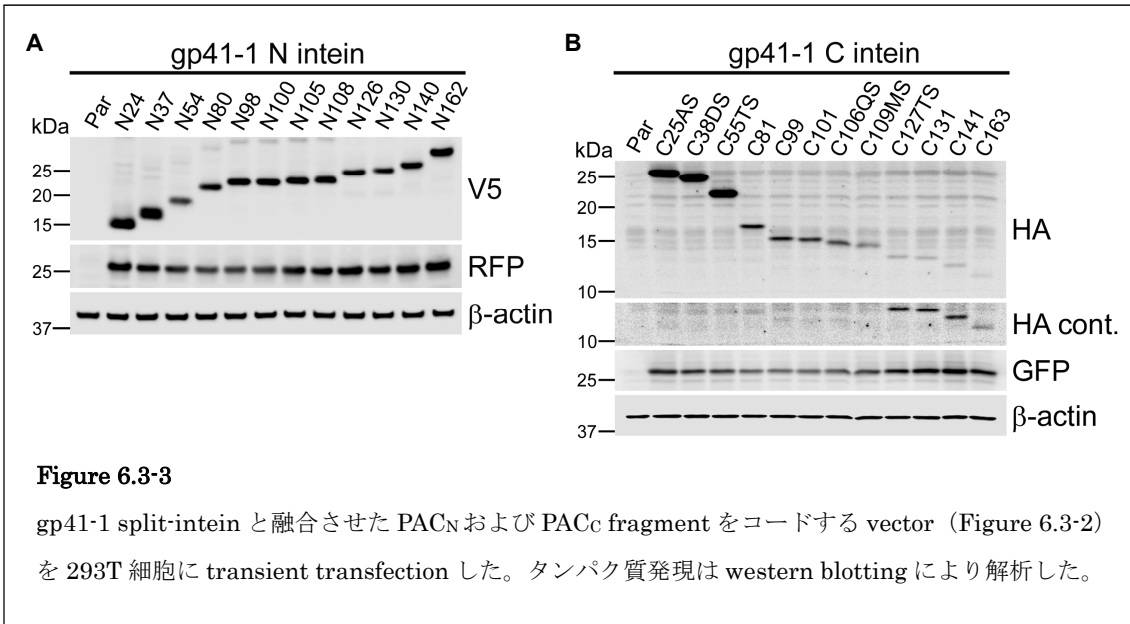 A
gp41-1 N intein
Par N24 N37 N54 N80 N98 N100 N105 N108 N126 N130 N140 N162
kDa
25
20
15
V5
25
RFP
37
β-actin
B
gp41-1 C intein
Par C25AS C38DS C55TS C81 C99 C101 C106QS C109MS C127TS C131 C141 C163
kDa
25
20
15
10
HA
10
HA cont.
25
GFP
37
β-actin
Figure 6.3-3
gp41-1 split-intein と融合させた PACN および PACC fragment をコードする vector（Figure 6.3-2）
を 293T 細胞に transient transfection した。タンパク質発現は western blotting により解析した。